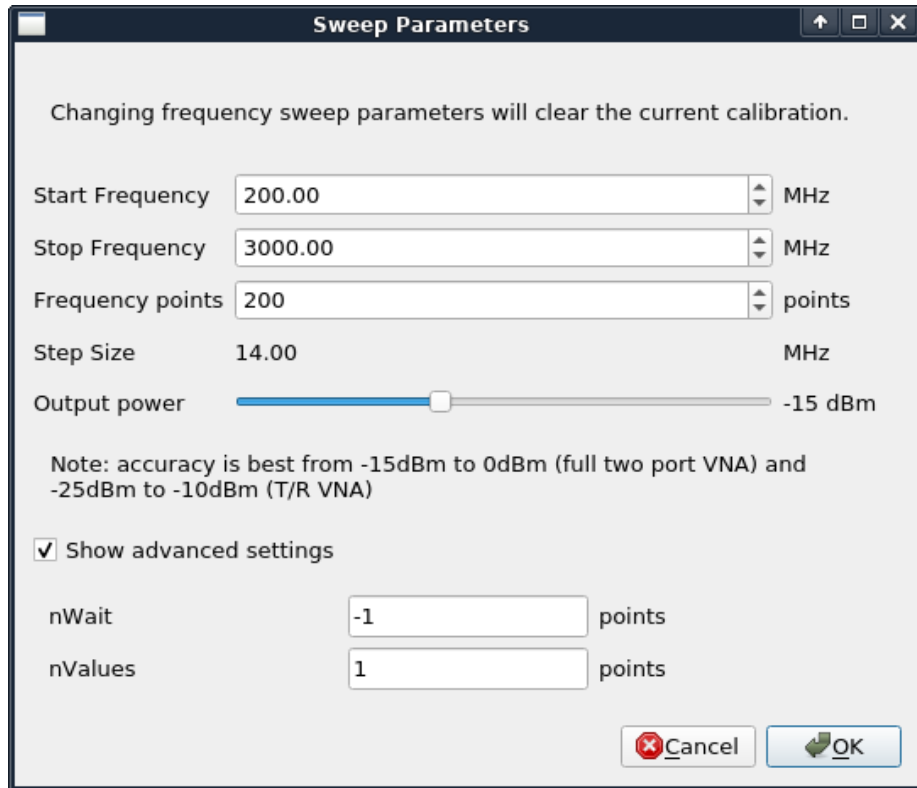 Sweep Parameters
Changing frequency sweep parameters will clear the current calibration.
Start Frequency 200.00 MHz
Stop Frequency 3000.00 MHz
Frequency points 200 points
Step Size 14.00 MHz
Output power -15 dBm
Note: accuracy is best from -15dBm to 0dBm (full two port VNA) and
-25dBm to -10dBm (T/R VNA)
Show advanced settings
nWait -1 points
nValues 1 points
Cancel OK